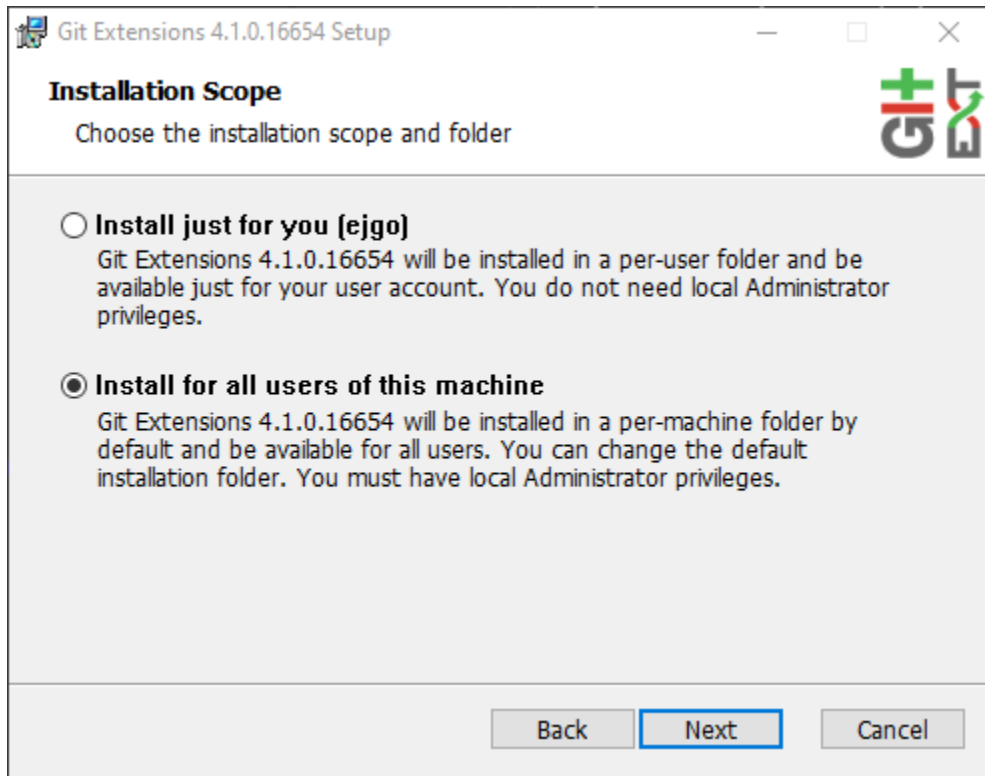 Git Extensions 4.1.0.16654 Setup
Installation Scope
Choose the installation scope and folder
Git
Ext
Install just for you (ejgo)
Git Extensions 4.1.0.16654 will be installed in a per-user folder and be
available just for your user account. You do not need local Administrator
privileges.
Install for all users of this machine
Git Extensions 4.1.0.16654 will be installed in a per-machine folder by
default and be available for all users. You can change the default
installation folder. You must have local Administrator privileges.
Back Next Cancel